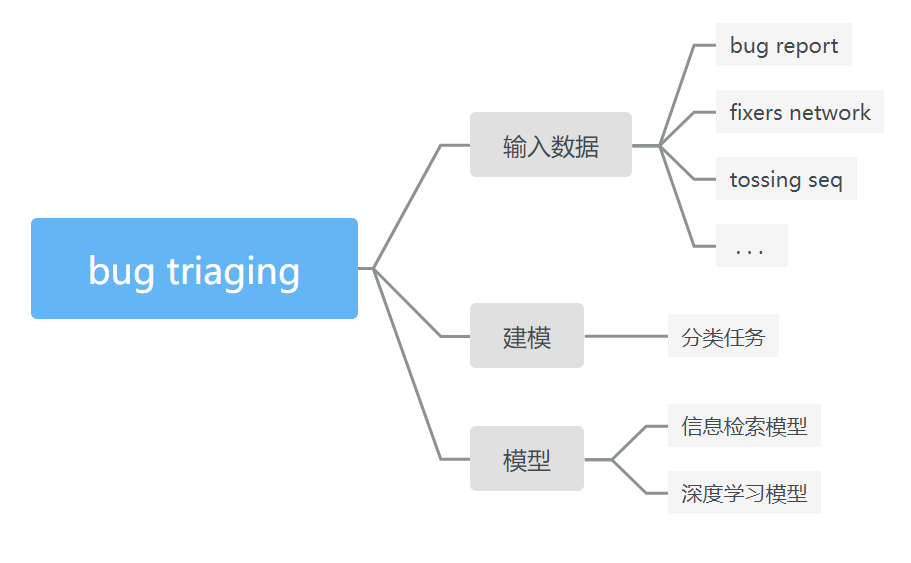 bug triaging
输入数据
bug report
fixers network
tossing seq
...
建模
分类任务
模型
信息检索模型
深度学习模型